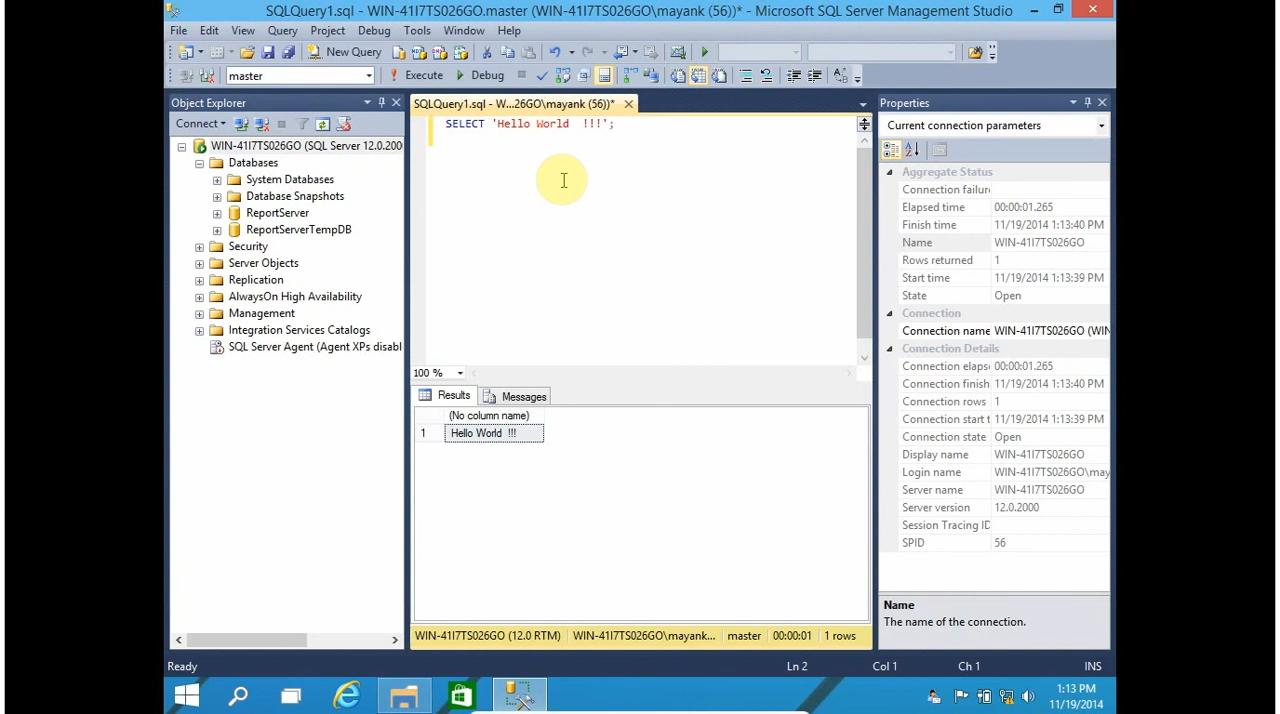 SQLQuery1.sql - WIN-41I7TS026GO.master (WIN-41I7TS026GO\mayank (56))* - Microsoft SQL Server Management Studio
File Edit View Query Project Debug Tools Window Help
New Query
master Execute Debug
Object Explorer
Connect
WIN-41I7TS026GO (SQL Server 12.0.2000
Databases
System Databases
Database Snapshots
ReportServer
ReportServerTempDB
Security
Server Objects
Replication
AlwaysOn High Availability
Management
Integration Services Catalogs
SQL Server Agent (Agent XPs disabl
SQLQuery1.sql - W...26GO\mayank (56))*
SELECT 'Hello World  !!!';
100 %
Results Messages
(No column name)
1 Hello World  !!!
WIN-41I7TS026GO (12.0 RTM) WIN-41I7TS026GO\mayank... master 00:00:01 1 rows
Properties
Current connection parameters
Aggregate Status
Connection failure
Elapsed time 00:00:01.265
Finish time 11/19/2014 1:13:40 PM
Name WIN-41I7TS026GO
Rows returned 1
Start time 11/19/2014 1:13:39 PM
State Open
Connection
Connection name WIN-41I7TS026GO (WIN
Connection Details
Connection elaps 00:00:01.265
Connection finish 11/19/2014 1:13:40 PM
Connection rows 1
Connection start t 11/19/2014 1:13:39 PM
Connection state Open
Display name WIN-41I7TS026GO
Login name WIN-41I7TS026GO\may
Server name WIN-41I7TS026GO
Server version 12.0.2000
Session Tracing ID
SPID 56
Name
The name of the connection.
Ready Ln 2 Col 1 Ch 1 INS
1:13 PM
11/19/2014